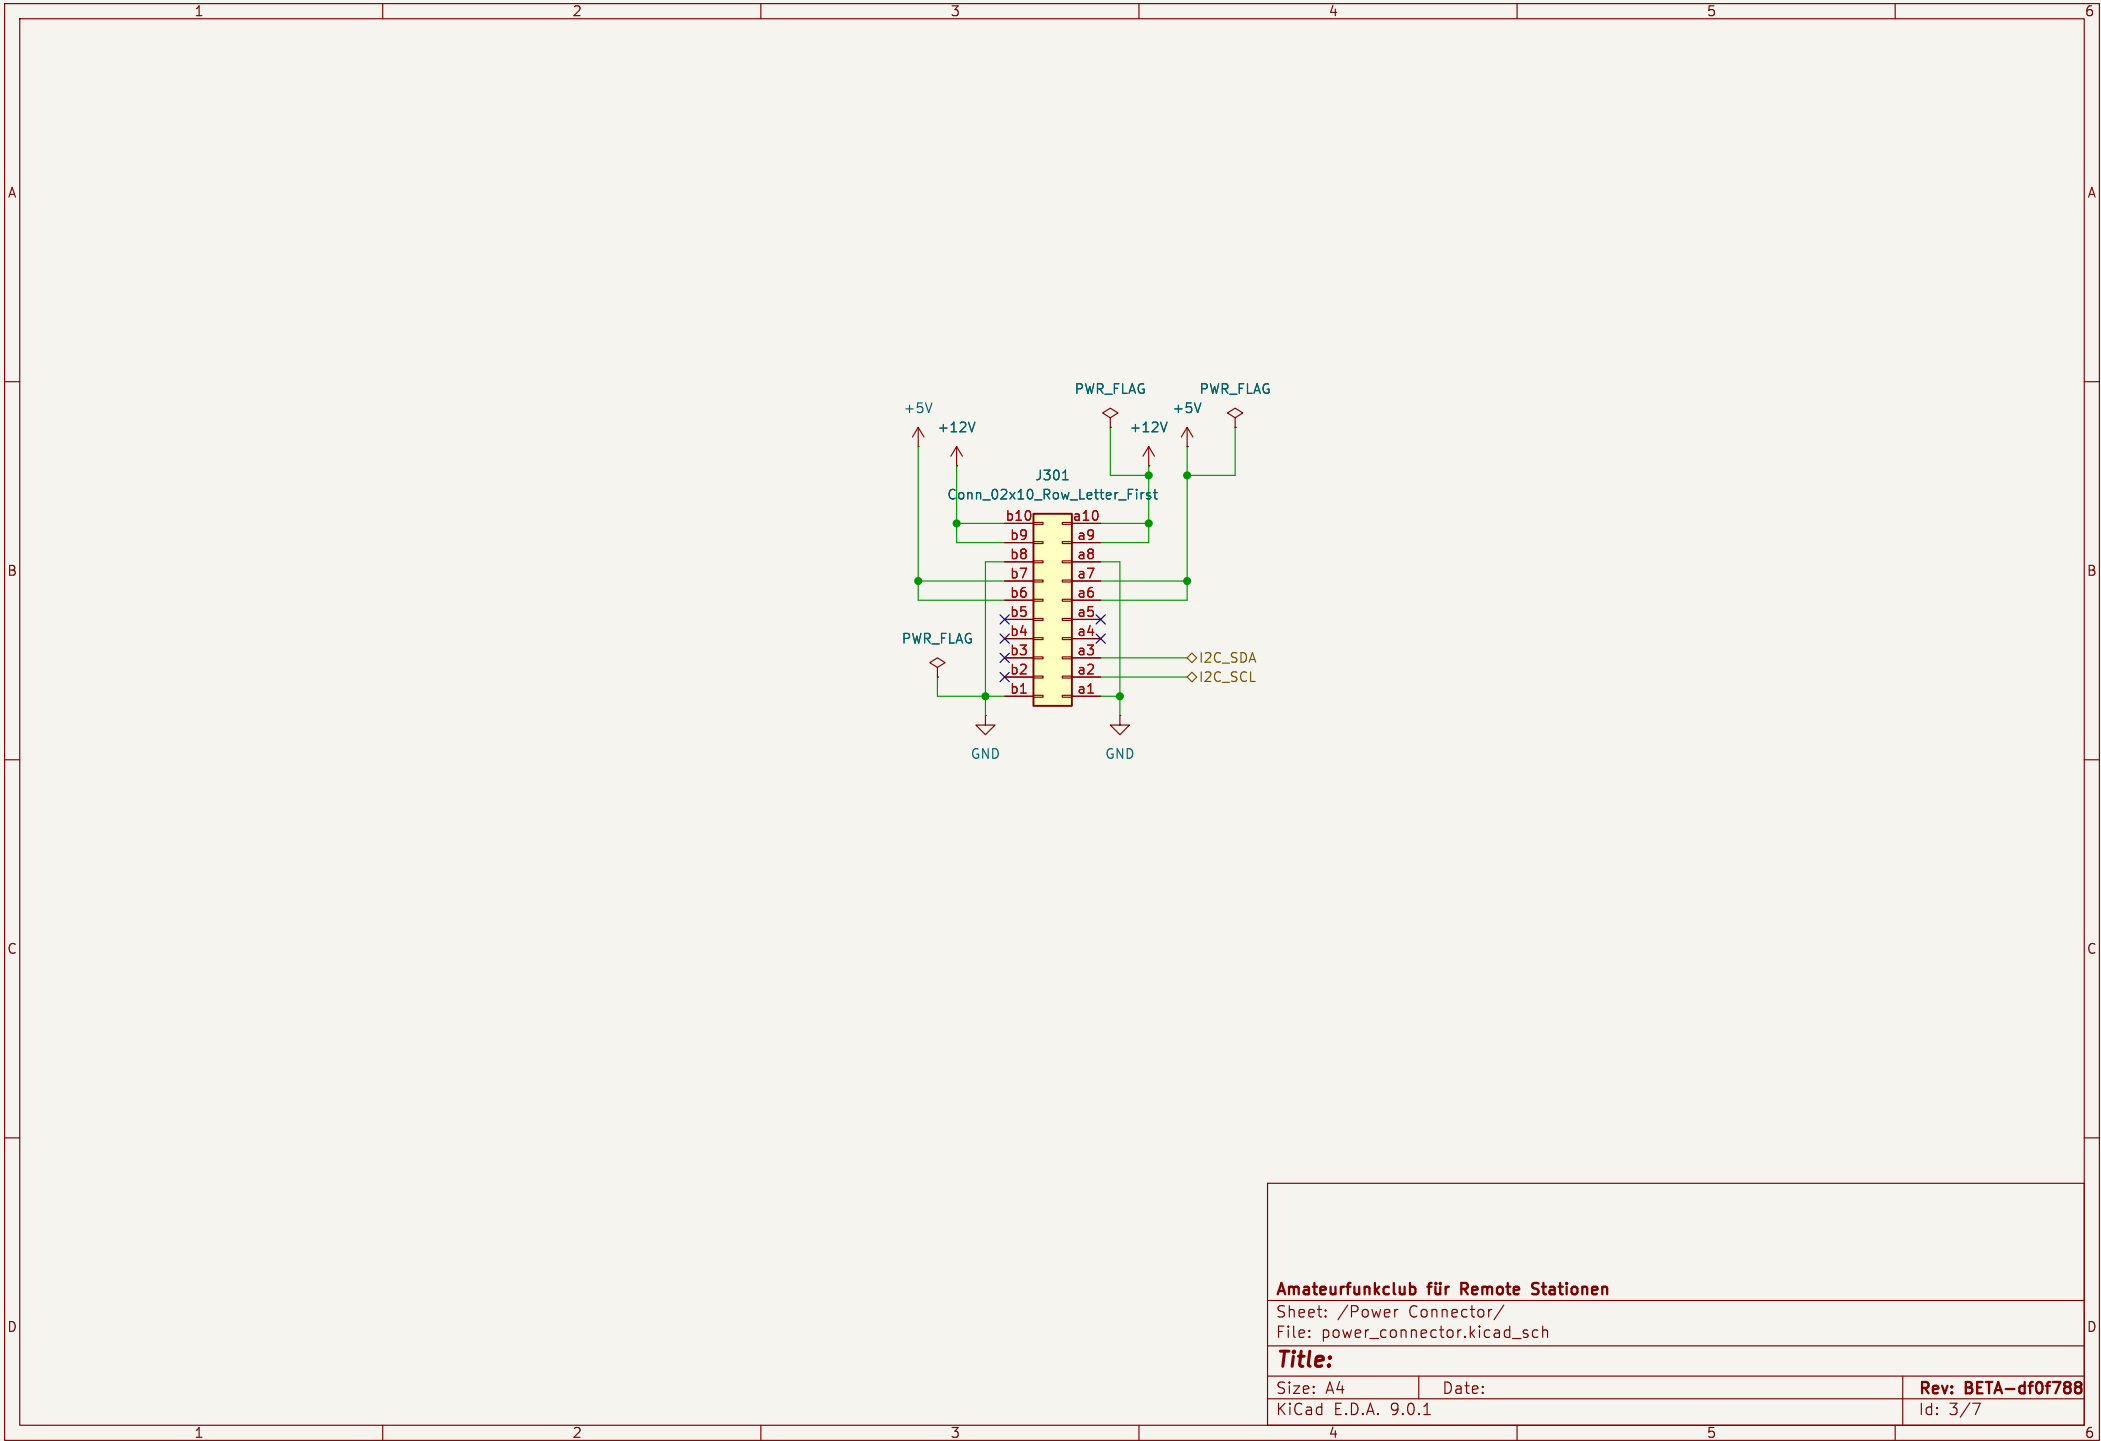 1 2 3 4 5 6
A A
PWR_FLAG PWR_FLAG
+5V +5V
+12V +12V
J301
Conn_02x10_Row_Letter_First
b10 a10
b9 a9
b8 a8
B b7 a7 B
b6 a6
b5 a5
PWR_FLAG b4 a4
b3 a3 I2C_SDA
b2 a2 I2C_SCL
b1 a1
GND GND
C C
Amateurfunkclub für Remote Stationen
Sheet: /Power Connector/
D D
File: power_connector.kicad_sch
Title:
Size: A4 Date: Rev: BETA-df0f788
KiCad E.D.A. 9.0.1 Id: 3/7
1 2 3 4 5 6